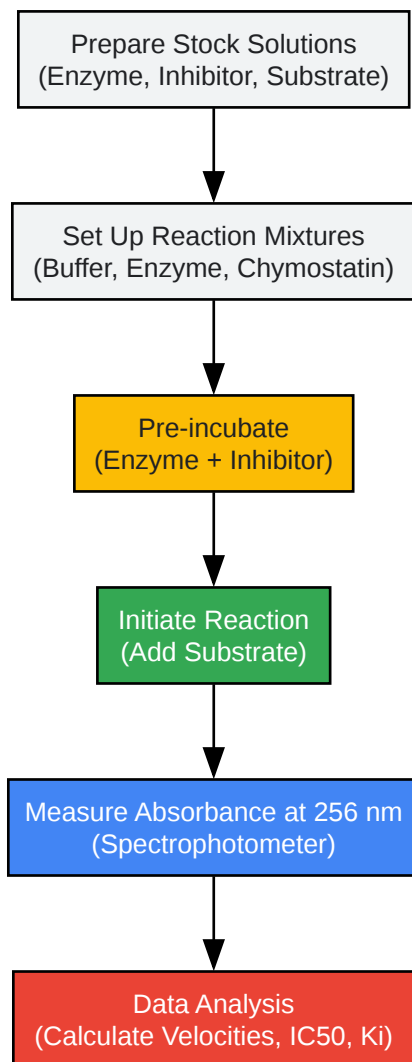 Prepare Stock Solutions
(Enzyme, Inhibitor, Substrate)
Set Up Reaction Mixtures
(Buffer, Enzyme, Chymostatin)
Pre-incubate
(Enzyme + Inhibitor)
Initiate Reaction
(Add Substrate)
Measure Absorbance at 256 nm
(Spectrophotometer)
Data Analysis
(Calculate Velocities, IC50, Ki)